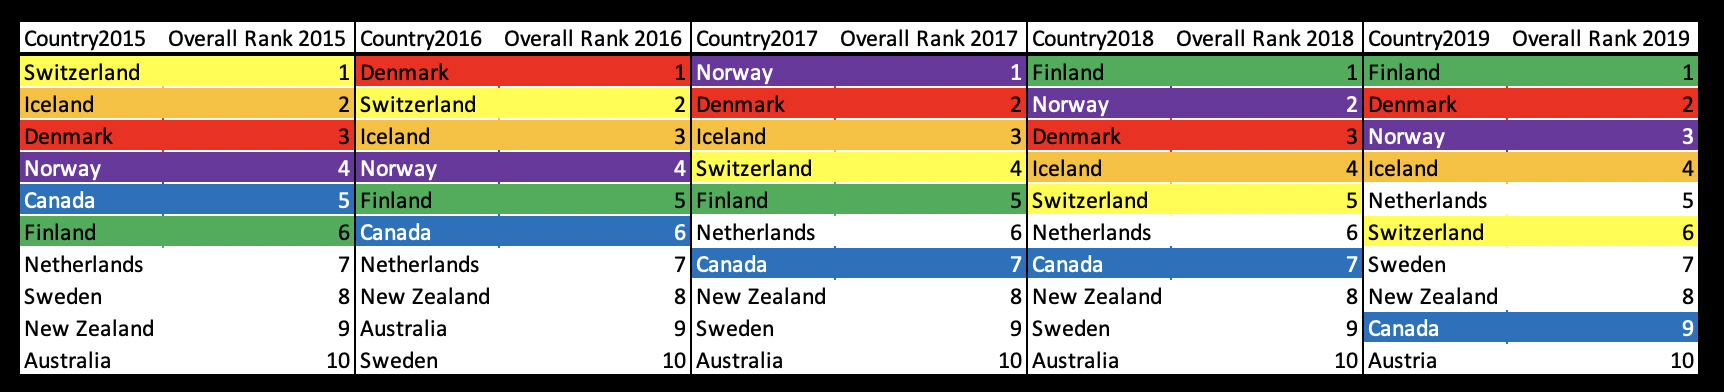 Country2015 Overall Rank 2015 Country2016 Overall Rank 2016 Country2017 Overall Rank 2017 Country2018 Overall Rank 2018 Country2019 Overall Rank 2019
Switzerland 1 Denmark 1 Norway 1 Finland 1 Finland 1
Iceland 2 Switzerland 2 Denmark 2 Norway 2 Denmark 2
Denmark 3 Iceland 3 Iceland 3 Denmark 3 Norway 3
Norway 4 Norway 4 Switzerland 4 Iceland 4 Iceland 4
Canada 5 Finland 5 Finland 5 Switzerland 5 Netherlands 5
Finland 6 Canada 6 Netherlands 6 Netherlands 6 Switzerland 6
Netherlands 7 Netherlands 7 Canada 7 Canada 7 Sweden 7
Sweden 8 New Zealand 8 New Zealand 8 New Zealand 8 New Zealand 8
New Zealand 9 Australia 9 Sweden 9 Sweden 9 Canada 9
Australia 10 Sweden 10 Australia 10 Australia 10 Austria 10